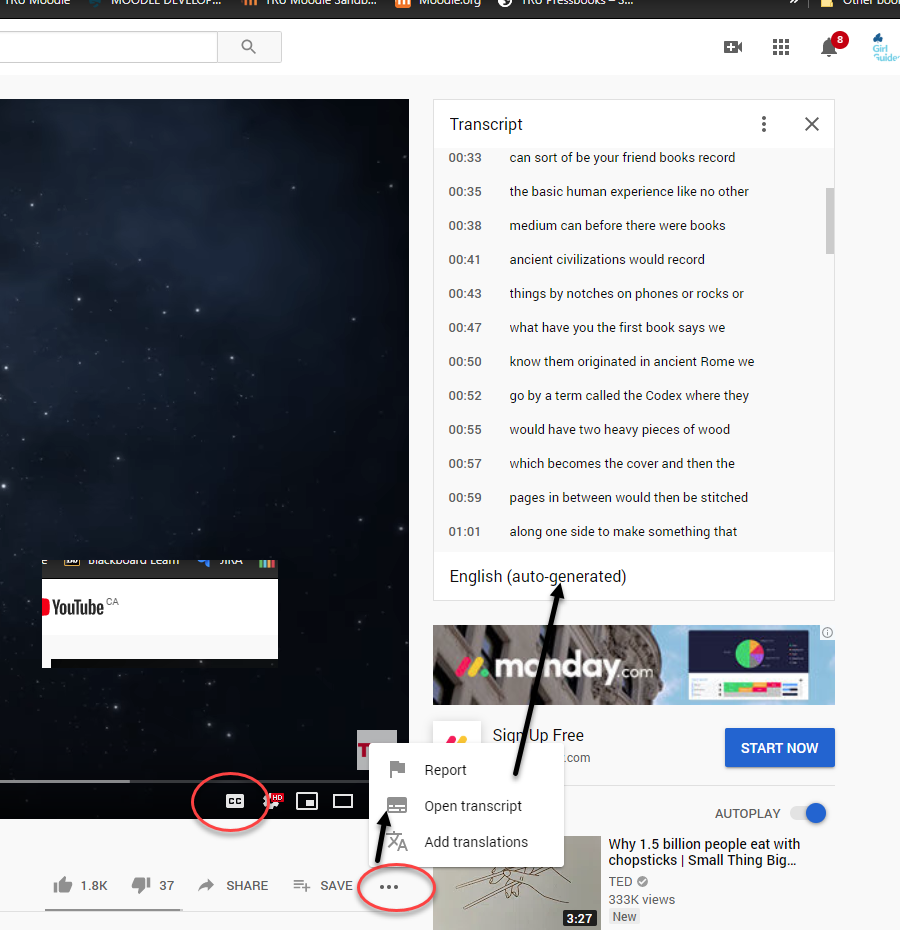 TRU Moodle
MOODLE DEVELOP...
TRU Moodle Sandb...
Moodle.org
TRU Pressbooks – S...
»
8
Girl
Guides
Transcript
00:33 can sort of be your friend books record
00:35 the basic human experience like no other
00:38 medium can before there were books
00:41 ancient civilizations would record
00:43 things by notches on phones or rocks or
00:47 what have you the first book says we
00:50 know them originated in ancient Rome we
00:52 go by a term called the Codex where they
00:55 would have two heavy pieces of wood
00:57 which becomes the cover and then the
00:59 pages in between would then be stitched
01:01 along one side to make something that
English (auto-generated)
Blackboard Learn
JIRA
YouTube CA
monday.com
Sign Up Free
.com
START NOW
Report
Open transcript
Add translations
CC
HD
AUTOPLAY
1.8K
37
SHARE
SAVE
Why 1.5 billion people eat with
chopsticks | Small Thing Big...
TED
333K views
New
3:27